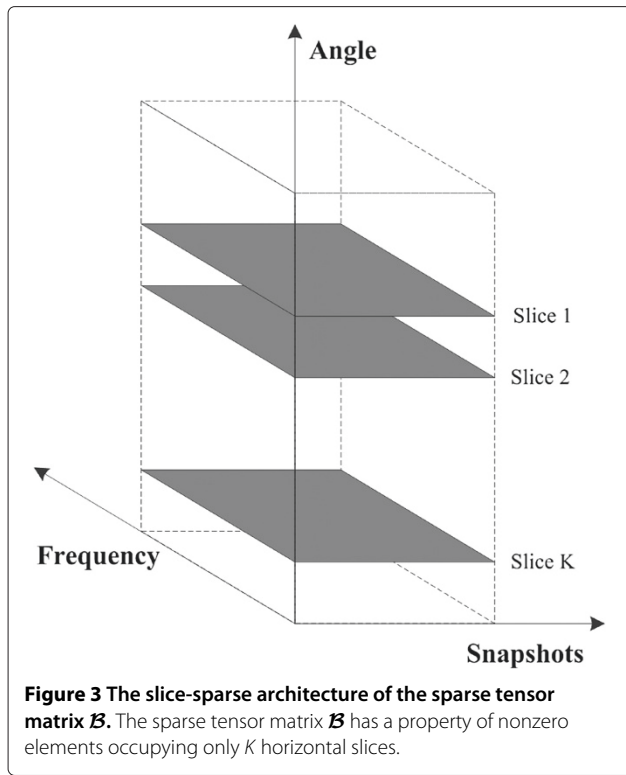 Angle
Slice 1
Slice 2
Frequency
Slice K
Snapshots
Figure 3 The slice-sparse architecture of the sparse tensor
matrix 𝓑. The sparse tensor matrix 𝓑 has a property of nonzero
elements occupying only K horizontal slices.